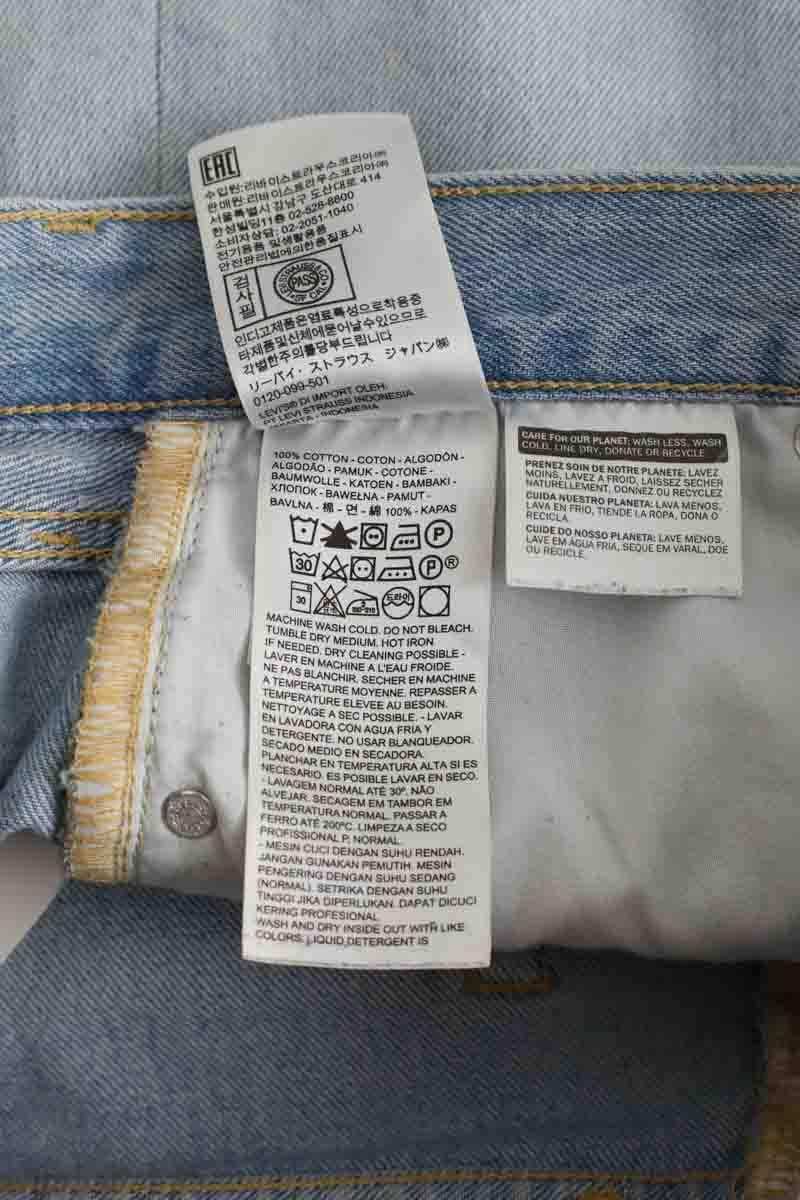 EAC
수입원:리바이스트라우스코리아㈜
판매원:리바이스트라우스코리아㈜
서울특별시 강남구 도산대로 414
한성빌딩11층 02-526-8600
소비자상담: 02-2051-1040
전기용품 및생활용품
안전관리법에의한품질표시
검사필
PASS
SF CAL
인디고제품은염료특성으로착용중
타제품및신체에묻어날수있으므로
각별한주의를당부드립니다
リーバイ・ストラウス ジャパン㈱
0120-099-501
LEVI'S® DI IMPORT OLEH:
PT LEVI STRAUSS INDONESIA
JAKARTA - INDONESIA
100% COTTON - COTON - ALGODÓN -
ALGODÃO - PAMUK - COTONE -
BAUMWOLLE - KATOEN - BAMBAKI -
ХЛОПОК - BAWEŁNA - PAMUT -
BAVLNA - 棉 - 면 - 綿 100% - KAPAS
P
30 P ®
30 드라이
MACHINE WASH COLD. DO NOT BLEACH.
TUMBLE DRY MEDIUM. HOT IRON
IF NEEDED. DRY CLEANING POSSIBLE -
LAVER EN MACHINE A L'EAU FROIDE.
NE PAS BLANCHIR. SECHER EN MACHINE
A TEMPERATURE MOYENNE. REPASSER A
TEMPERATURE ELEVEE AU BESOIN.
NETTOYAGE A SEC POSSIBLE. - LAVAR
EN LAVADORA CON AGUA FRIA Y
DETERGENTE. NO USAR BLANQUEADOR.
SECADO MEDIO EN SECADORA.
PLANCHAR EN TEMPERATURA ALTA SI ES
NECESARIO. ES POSIBLE LAVAR EN SECO.
- LAVAGEM NORMAL ATÉ 30º. NÃO
ALVEJAR. SECAGEM EM TAMBOR EM
TEMPERATURA NORMAL. PASSAR A
FERRO ATÉ 200ºC. LIMPEZA A SECO
PROFISSIONAL P, NORMAL.
- MESIN CUCI DENGAN SUHU RENDAH.
JANGAN GUNAKAN PEMUTIH. MESIN
PENGERING DENGAN SUHU SEDANG
(NORMAL). SETRIKA DENGAN SUHU
TINGGI JIKA DIPERLUKAN. DAPAT DICUCI
KERING PROFESIONAL.
WASH AND DRY INSIDE OUT WITH LIKE
COLORS. LIQUID DETERGENT IS
CARE FOR OUR PLANET: WASH LESS, WASH
COLD, LINE DRY, DONATE OR RECYCLE
PRENEZ SOIN DE NOTRE PLANETE: LAVEZ
MOINS, LAVEZ A FROID, LAISSEZ SECHER
NATURELLEMENT, DONNEZ OU RECYCLEZ
CUIDA NUESTRO PLANETA: LAVA MENOS,
LAVA EN FRIO, TIENDE LA ROPA, DONA O
RECICLA.
CUIDE DO NOSSO PLANETA: LAVE MENOS,
LAVE EM ÁGUA FRIA, SEQUE EM VARAL, DOE
OU RECICLE.